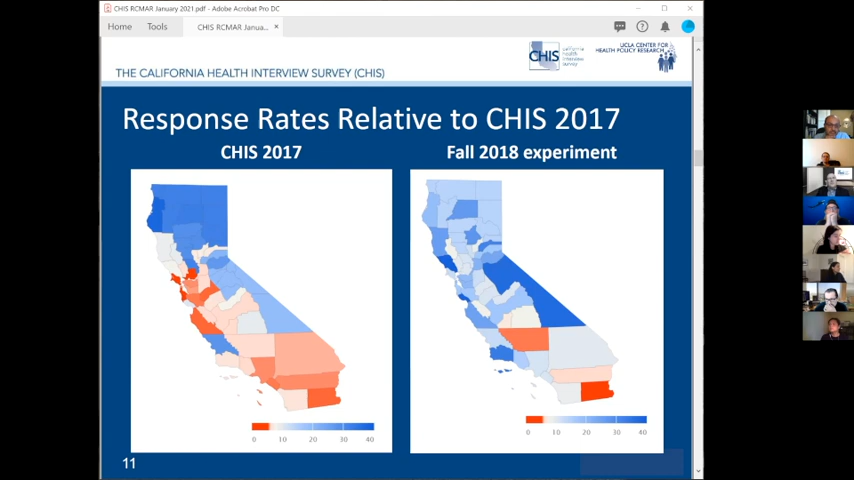 CHIS RCMAR January 2021.pdf - Adobe Acrobat Pro DC
Home Tools CHIS RCMAR Janua... ×
CHIS california health interview survey
UCLA CENTER FOR HEALTH POLICY RESEARCH
THE CALIFORNIA HEALTH INTERVIEW SURVEY (CHIS)
Response Rates Relative to CHIS 2017
CHIS 2017 Fall 2018 experiment
0 10 20 30 40
0 10 20 30 40
11